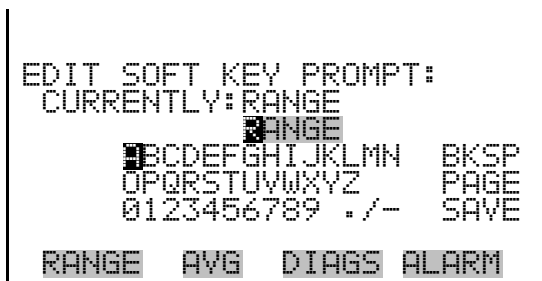 EDIT SOFT KEY PROMPT:
CURRENTLY:RANGE
RANGE
ABCDEFGHIJKLMN BKSP
OPQRSTUVWXYZ PAGE
0123456789 ./- SAVE
RANGE AVG DIAGS ALARM